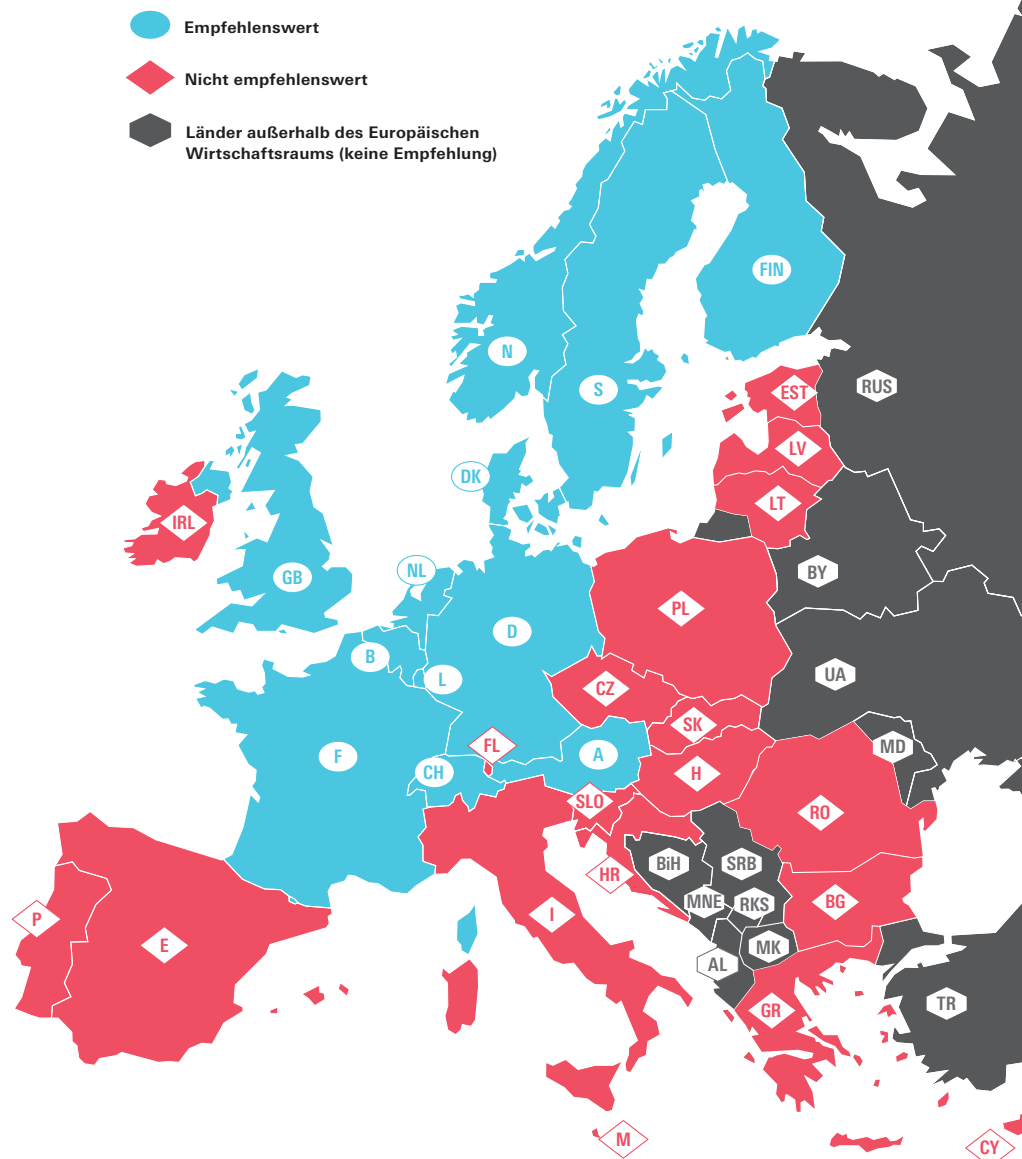 Empfehlenswert
Nicht empfehlenswert
Länder außerhalb des Europäischen
Wirtschaftsraums (keine Empfehlung)
FIN
N
S
RUS
EST
LV
DK
LT
IRL
NL
BY
GB
PL
D
B
L
CZ
UA
SK
FL
MD
F
A
CH
H
SLO
RO
BiH
SRB
HR
MNE
RKS
BG
P
I
E
MK
AL
TR
GR
M
CY